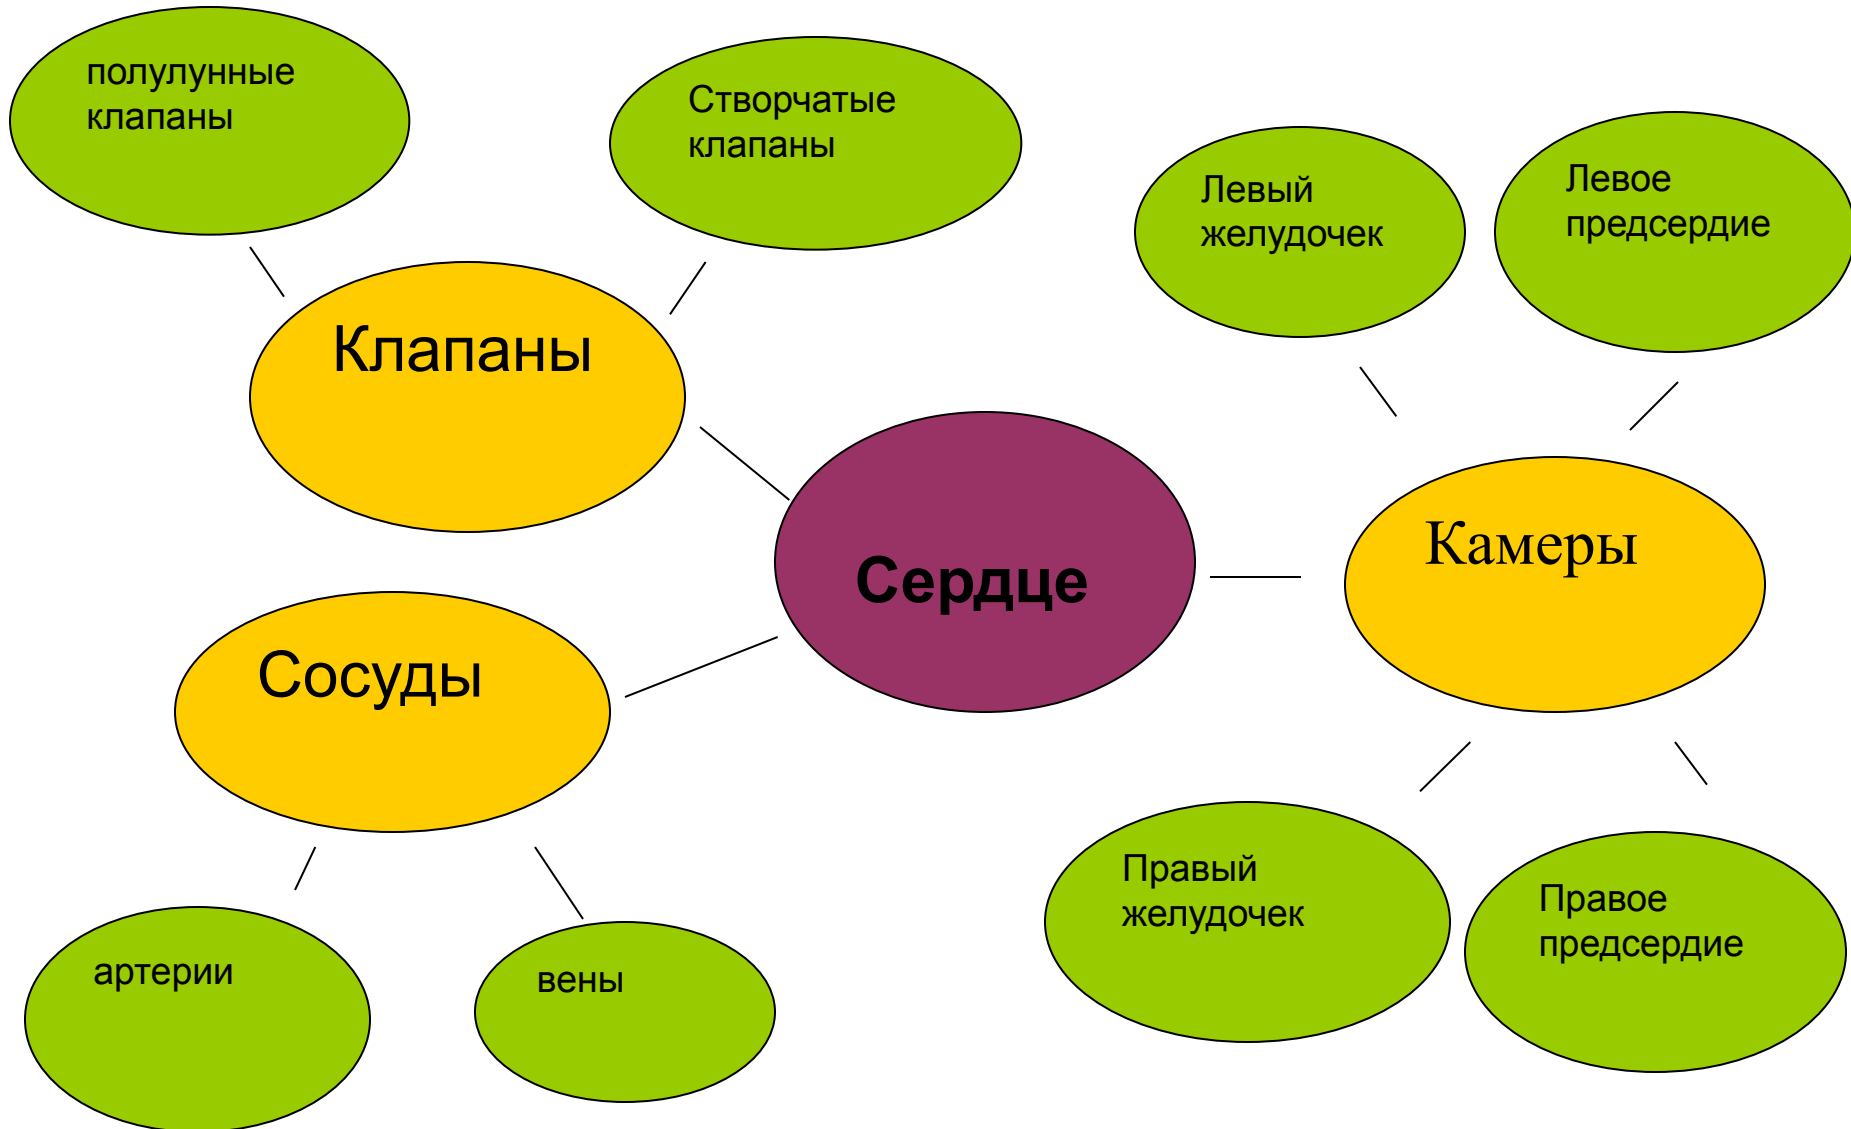 полулунные
клапаны
Створчатые
клапаны
Левый
желудочек
Левое
предсердие
Клапаны
Сердце
Камеры
Сосуды
Правый
желудочек
Правое
предсердие
артерии
вены